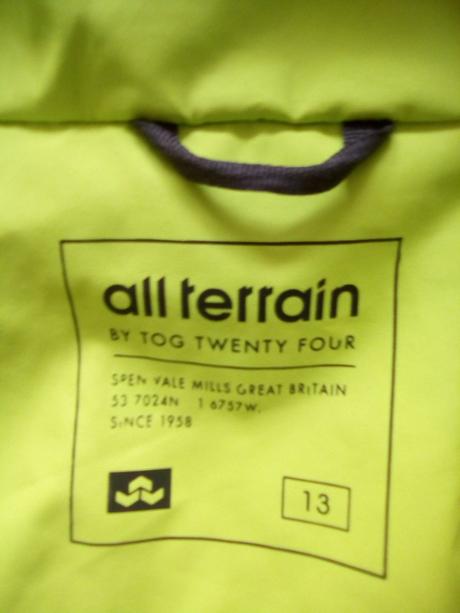 all terrain
BY TOG TWENTY FOUR
SPEN VALE MILLS GREAT BRITAIN
53 7024N 1 6757W.
SINCE 1958
13